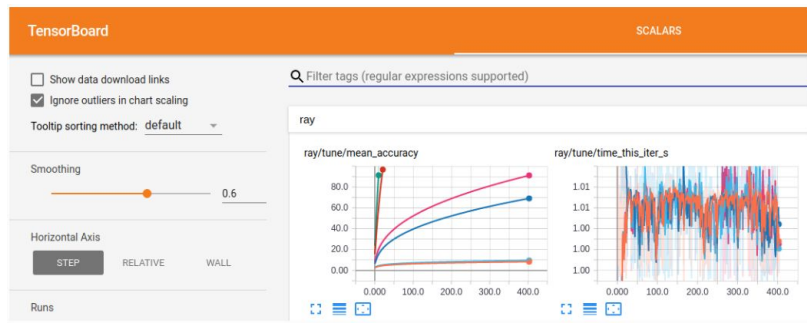 TensorBoard
SCALARS
Show data download links
Ignore outliers in chart scaling
Tooltip sorting method: default
Smoothing
0.6
Horizontal Axis
STEP RELATIVE WALL
Runs
Filter tags (regular expressions supported)
ray
ray/tune/mean_accuracy
80.0
60.0
40.0
20.0
0.00
0.000 100.0 200.0 300.0 400.0
ray/tune/time_this_iter_s
1.01
1.01
1.00
1.00
1.00
0.000 100.0 200.0 300.0 400.0